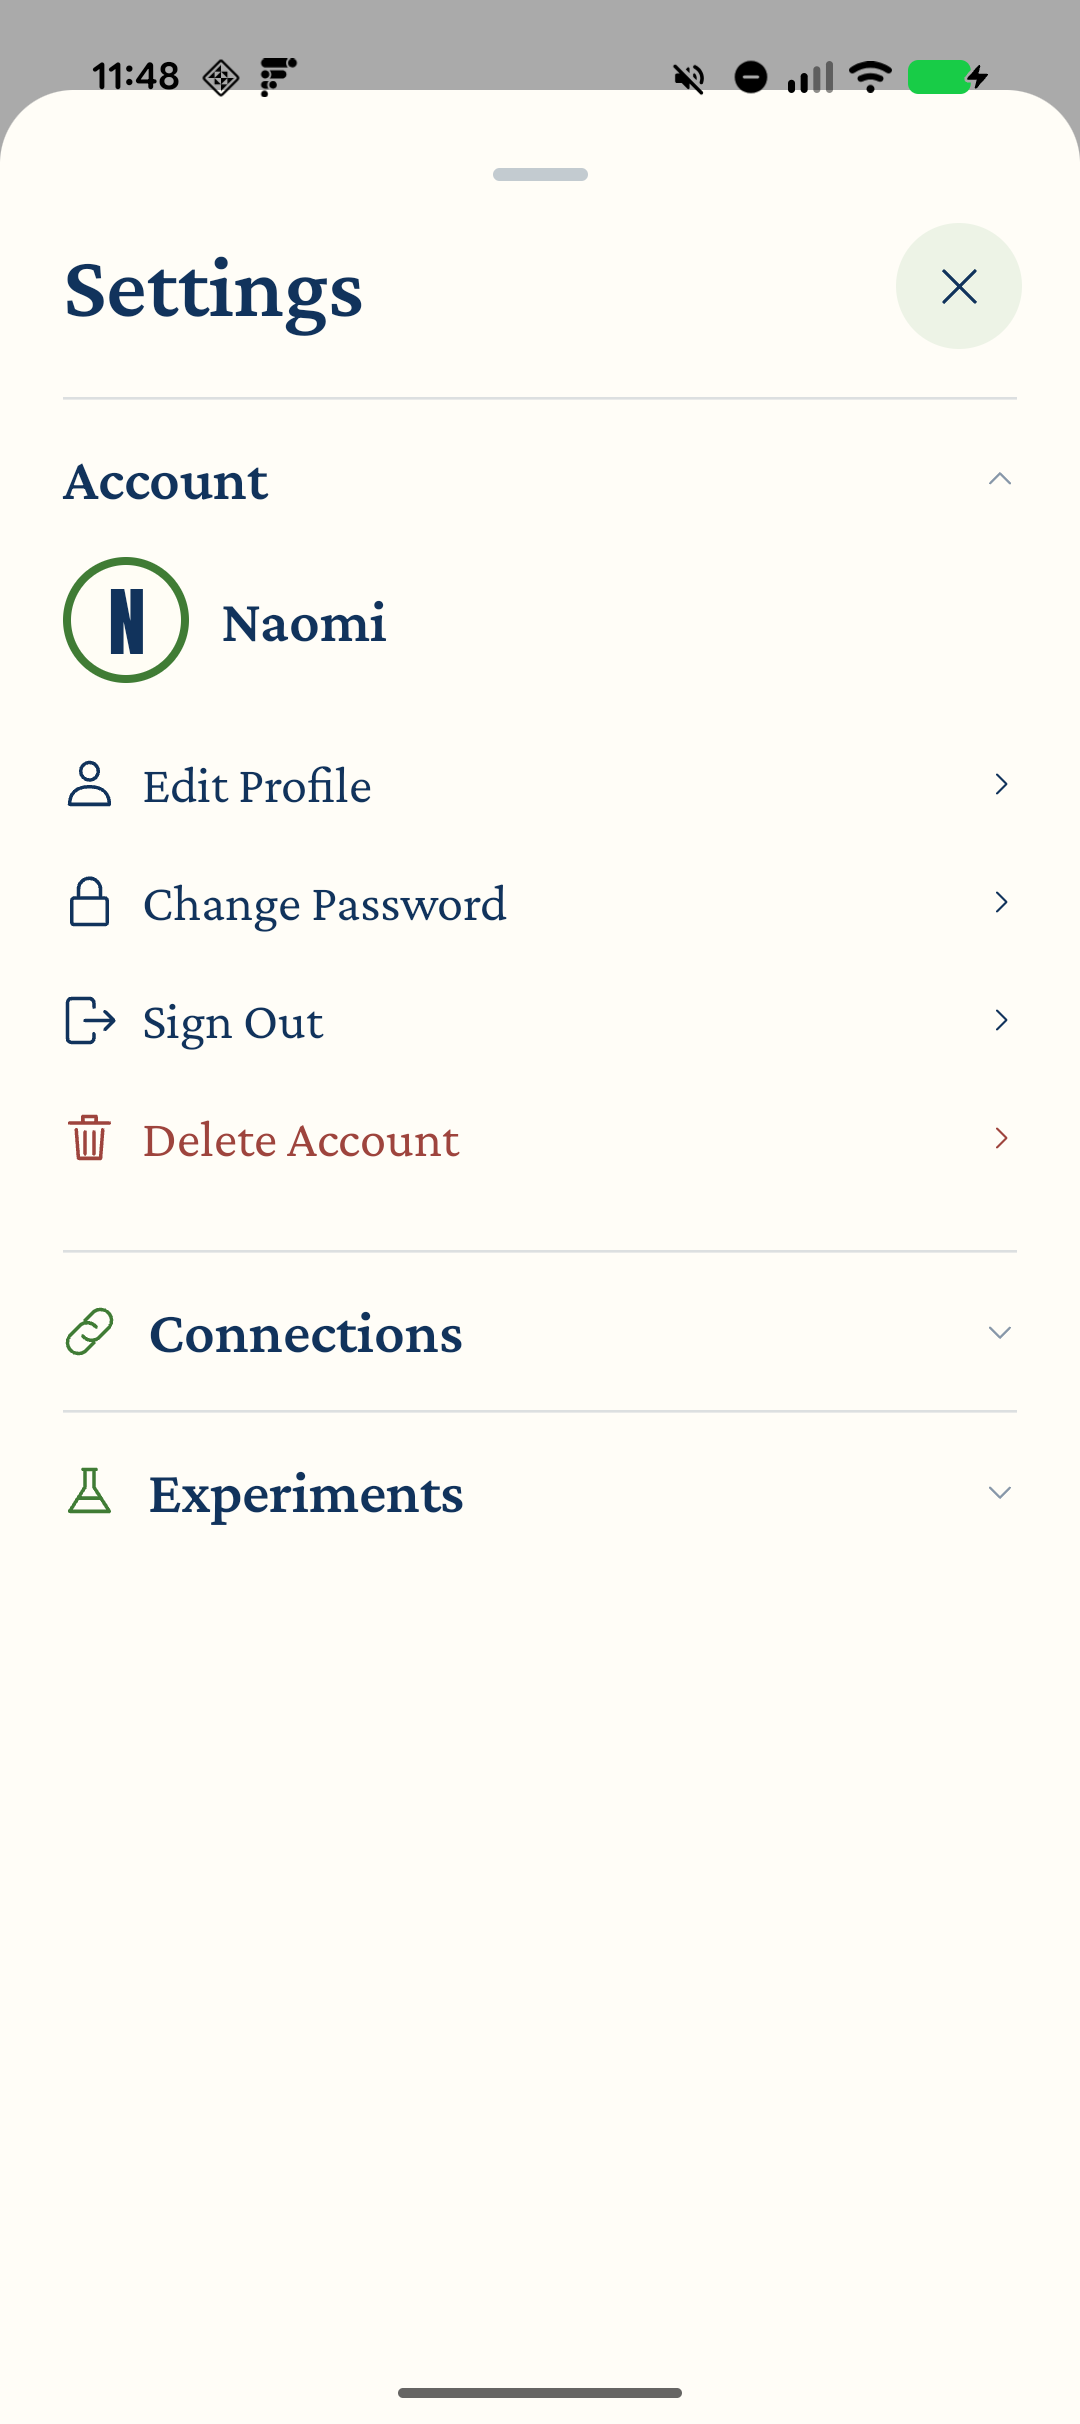 11:48
Settings
Account
N
Naomi
Edit Profile
Change Password
Sign Out
Delete Account
Connections
Experiments